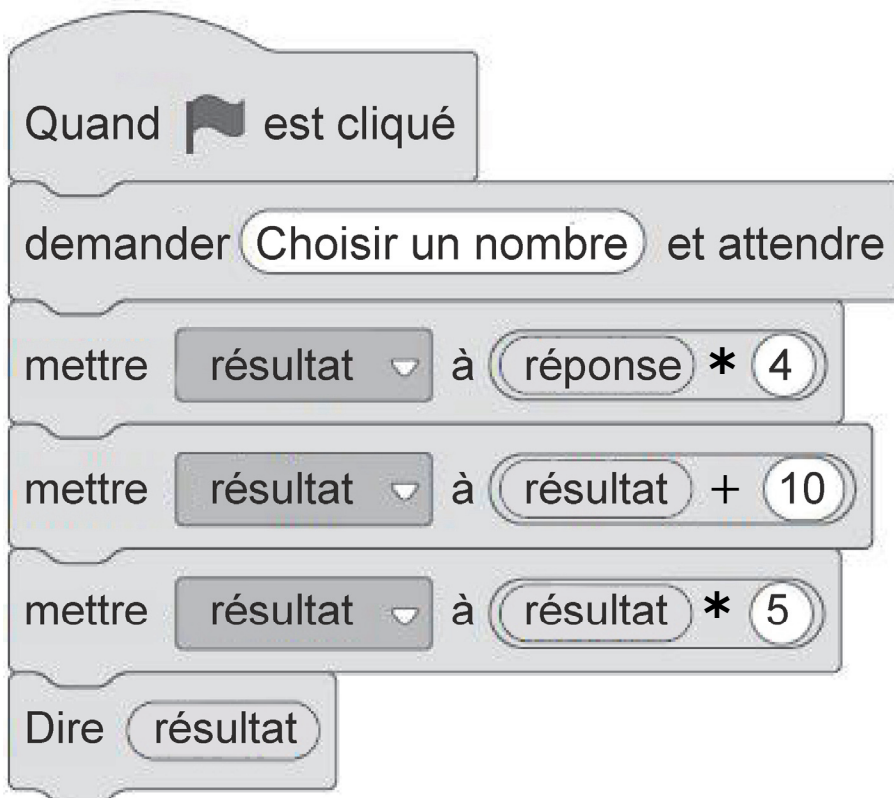 Quand est cliqué
demander Choisir un nombre et attendre
mettre résultat à réponse * 4
mettre résultat à résultat + 10
mettre résultat à résultat * 5
Dire résultat